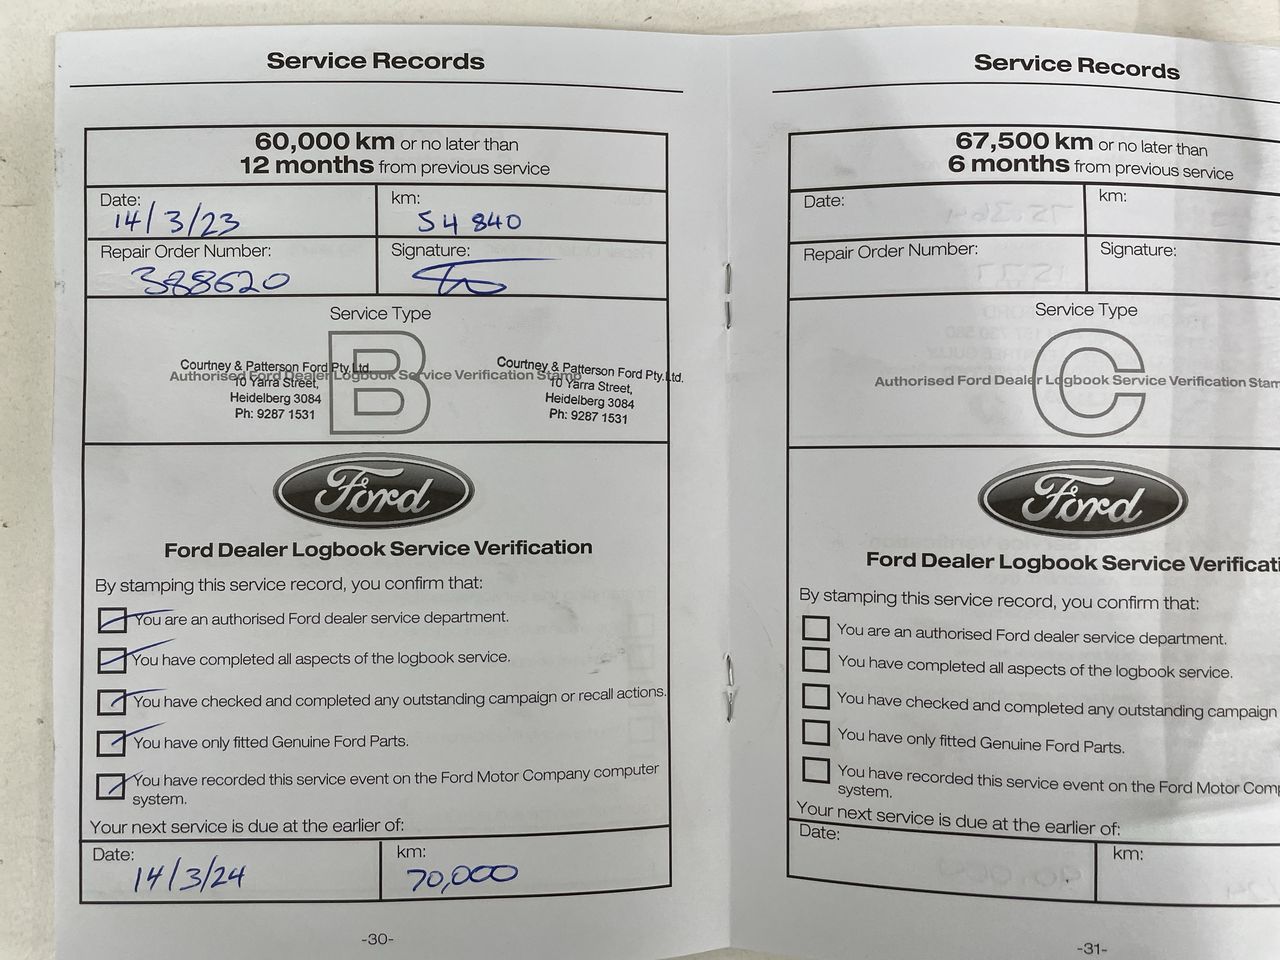 Service Records
60,000 km or no later than
12 months from previous service
Date:
14/3/23
km:
54 840
Repair Order Number:
388620
Signature:
Service Type
B
Authorised Ford Dealer Logbook Service Verification Stamp
Courtney & Patterson Ford Pty.Ltd.
10 Yarra Street,
Heidelberg 3084
Ph: 9287 1531
Courtney & Patterson Ford Pty.Ltd.
10 Yarra Street,
Heidelberg 3084
Ph: 9287 1531
Ford
Ford Dealer Logbook Service Verification
By stamping this service record, you confirm that:
You are an authorised Ford dealer service department.
You have completed all aspects of the logbook service.
You have checked and completed any outstanding campaign or recall actions.
You have only fitted Genuine Ford Parts.
You have recorded this service event on the Ford Motor Company computer
system.
Your next service is due at the earlier of:
Date:
14/3/24
km:
70,000
-30-
Service Records
67,500 km or no later than
6 months from previous service
Date:
km:
Repair Order Number:
Signature:
Service Type
C
Authorised Ford Dealer Logbook Service Verification Stam
Ford
Ford Dealer Logbook Service Verificati
By stamping this service record, you confirm that:
You are an authorised Ford dealer service department.
You have completed all aspects of the logbook service.
You have checked and completed any outstanding campaign
You have only fitted Genuine Ford Parts.
You have recorded this service event on the Ford Motor Comp
system.
Your next service is due at the earlier of:
Date:
km:
-31-